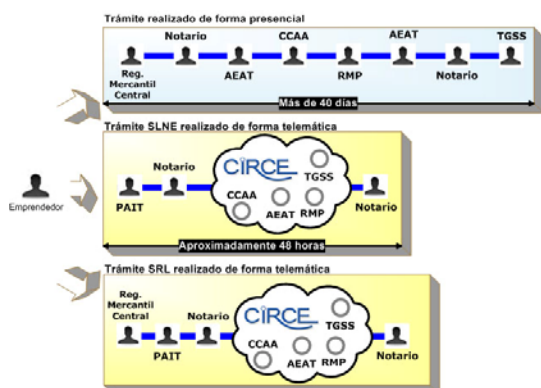 Trámite realizado de forma presencial
Notario CCAA AEAT TGSS
Reg.
Mercantil
Central
AEAT RMP Notario
Más de 40 días
Trámite SLNE realizado de forma telemática
CIRCE
Notario
TGSS
CCAA
AEAT RMP
PAIT
Notario
Emprendedor
Aproximadamente 48 horas
Trámite SRL realizado de forma telemática
Reg.
Mercantil
Central
Notario
CIRCE
TGSS
CCAA
AEAT RMP
PAIT
Notario